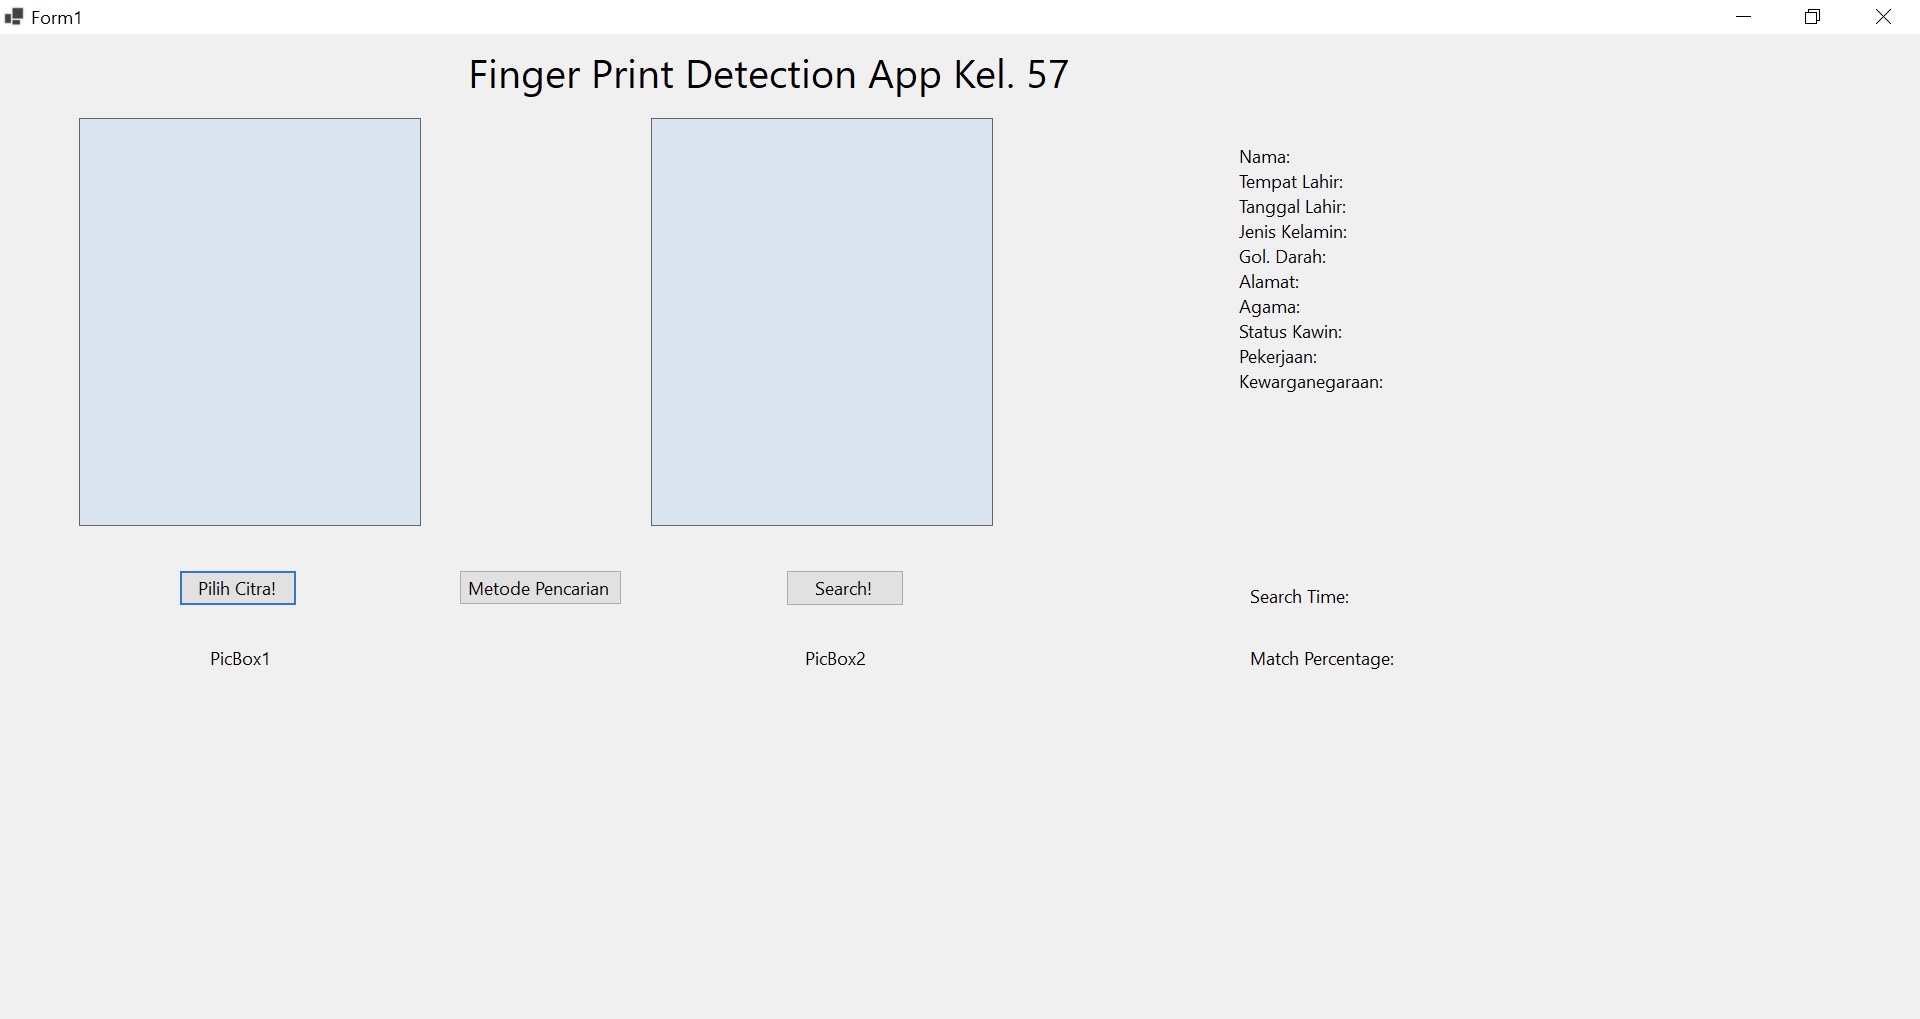 Form1
Finger Print Detection App Kel. 57
Nama:
Tempat Lahir:
Tanggal Lahir:
Jenis Kelamin:
Gol. Darah:
Alamat:
Agama:
Status Kawin:
Pekerjaan:
Kewarganegaraan:
Pilih Citra!
Metode Pencarian
Search!
Search Time:
PicBox1
PicBox2
Match Percentage: